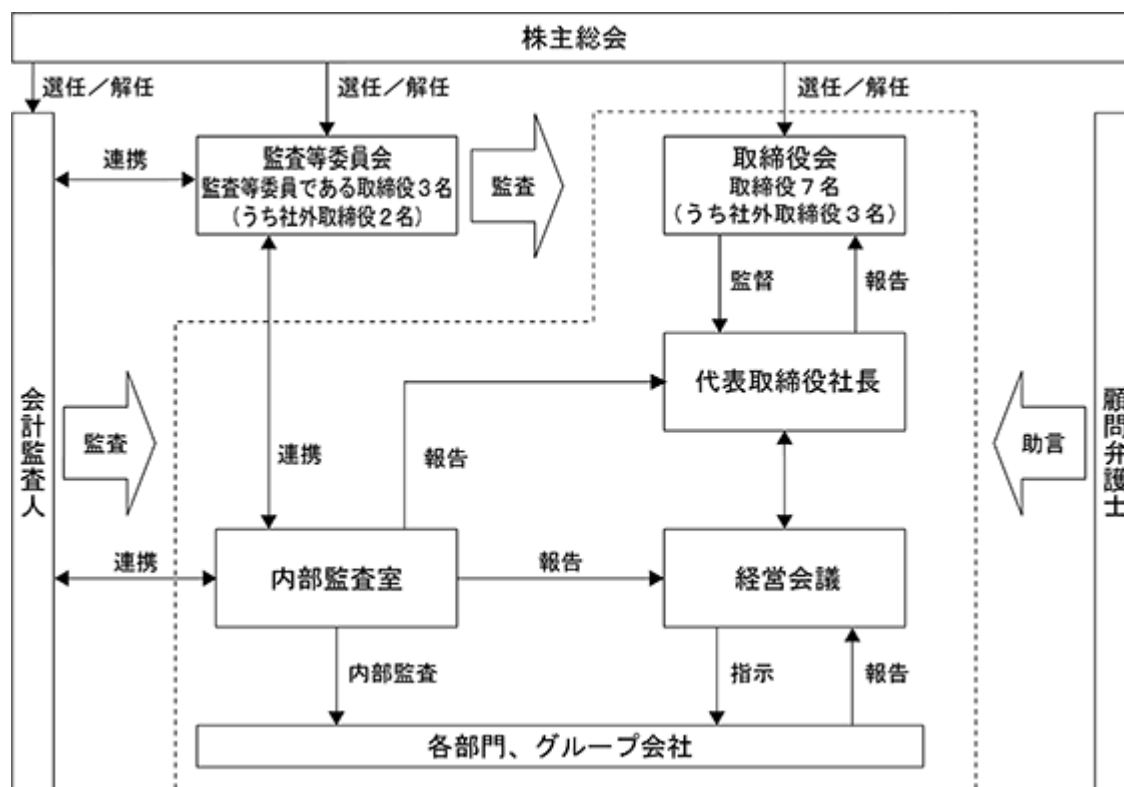 株主総会
選任／解任
選任／解任
選任／解任
連携
監査等委員会
監査等委員である取締役３名
（うち社外取締役２名）
監査
取締役会
取締役７名
（うち社外取締役３名）
監督
報告
代表取締役社長
会計監査人
監査
連携
報告
助言
顧問弁護士
連携
内部監査室
報告
経営会議
内部監査
指示
報告
各部門、グループ会社